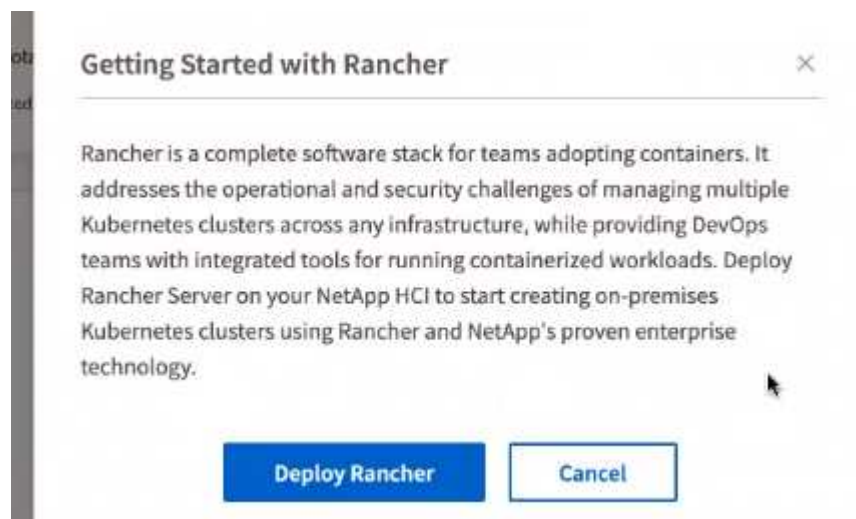 Getting Started with Rancher
Rancher is a complete software stack for teams adopting containers. It
addresses the operational and security challenges of managing multiple
Kubernetes clusters across any infrastructure, while providing DevOps
teams with integrated tools for running containerized workloads. Deploy
Rancher Server on your NetApp HCI to start creating on-premises
Kubernetes clusters using Rancher and NetApp's proven enterprise
technology.
Deploy Rancher Cancel